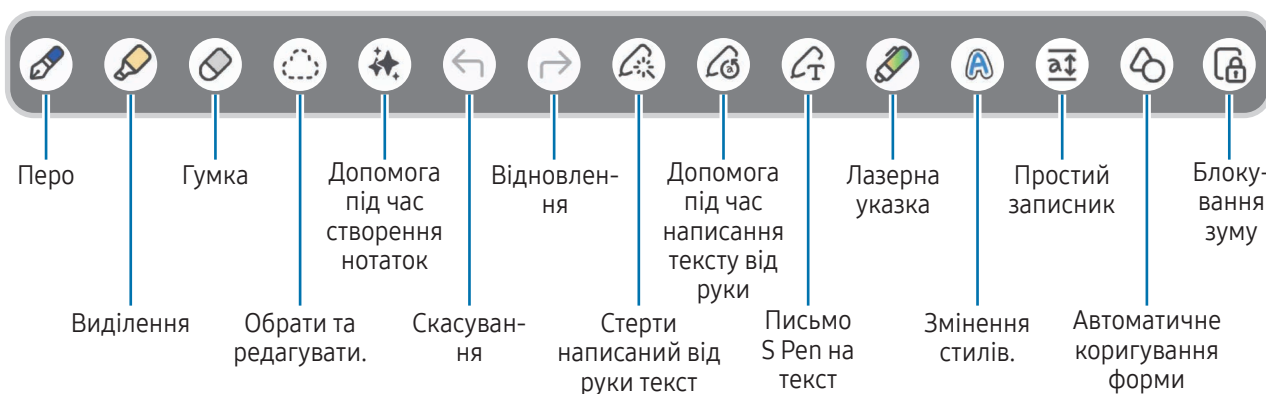 Перо
Гумка
Допомога
під час
створення
нотаток
Відновлен-
ня
Допомога
під час
написання
тексту від
руки
Лазерна
указка
Простий
записник
Блоку-
вання
зуму
Виділення
Обрати та
редагувати.
Скасуван-
ня
Стерти
написаний від
руки текст
Письмо
S Pen на
текст
Змінення
стилів.
Автоматичне
коригування
форми